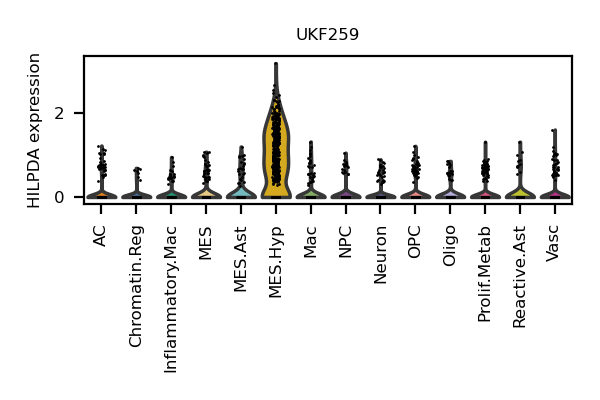 UKF259
HILPDA expression
2
0
AC
Chromatin.Reg
Inflammatory.Mac
MES
MES.Ast
MES.Hyp
Mac
NPC
Neuron
OPC
Oligo
Prolif.Metab
Reactive.Ast
Vasc